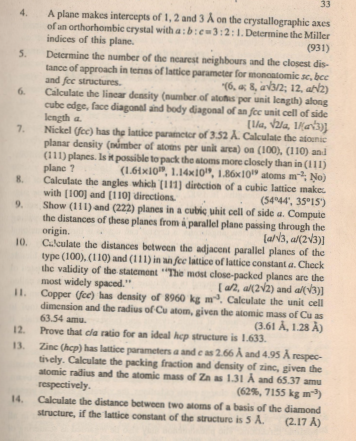 33
4. A plane makes intercepts of 1, 2 and 3 Å on the crystallographic axes
of an orthorhombic crystal with a : b : c = 3 : 2 : 1. Determine the Miller
indices of this plane. (931)
5. Determine the number of the nearest neighbours and the closest dis-
tance of approach in terms of lattice parameter for monoatomic sc, bcc
and fcc structures. (6, a; 8, a√3/2; 12, a/√2)
6. Calculate the linear density (number of atoms per unit length) along
cube edge, face diagonal and body diagonal of an fcc unit cell of side
length a. [1/a, √2/a, 1/(a√3)]
7. Nickel (fcc) has the lattice parameter of 3.52 Å. Calculate the atomic
planar density (number of atoms per unit area) on (100), (110) and
(111) planes. Is it possible to pack the atoms more closely than in (111)
plane ? (1.61x10¹⁹, 1.14x10¹⁹, 1.86x10¹⁹ atoms m⁻²; No)
8. Calculate the angles which [111] direction of a cubic lattice makes
with [100] and [110] directions. (54°44', 35°15')
9. Show (111) and (222) planes in a cubic unit cell of side a. Compute
the distances of these planes from a parallel plane passing through the
origin. [a/√3, a/(2√3)]
10. Calculate the distances between the adjacent parallel planes of the
type (100), (110) and (111) in an fcc lattice of lattice constant a. Check
the validity of the statement "The most close-packed planes are the
most widely spaced." [ a/2, a/(2√2) and a/(√3)]
11. Copper (fcc) has density of 8960 kg m⁻³. Calculate the unit cell
dimension and the radius of Cu atom, given the atomic mass of Cu as
63.54 amu. (3.61 Å, 1.28 Å)
12. Prove that c/a ratio for an ideal hcp structure is 1.633.
13. Zinc (hcp) has lattice parameters a and c as 2.66 Å and 4.95 Å respec-
tively. Calculate the packing fraction and density of zinc, given the
atomic radius and the atomic mass of Zn as 1.31 Å and 65.37 amu
respectively. (62%, 7155 kg m⁻³)
14. Calculate the distance between two atoms of a basis of the diamond
structure, if the lattice constant of the structure is 5 Å. (2.17 Å)